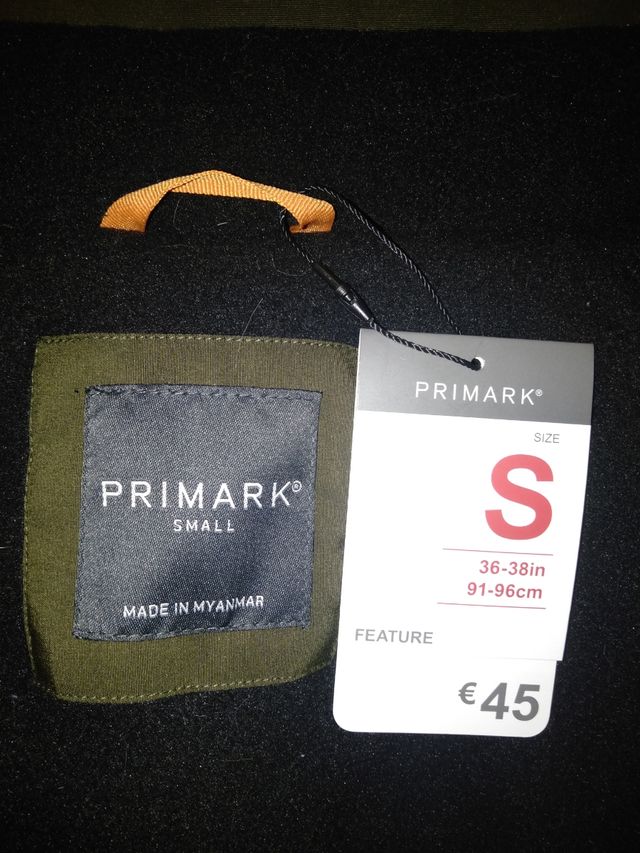 PRIMARK®
SMALL
MADE IN MYANMAR
PRIMARK®
SIZE
S
36-38in
91-96cm
FEATURE
€45